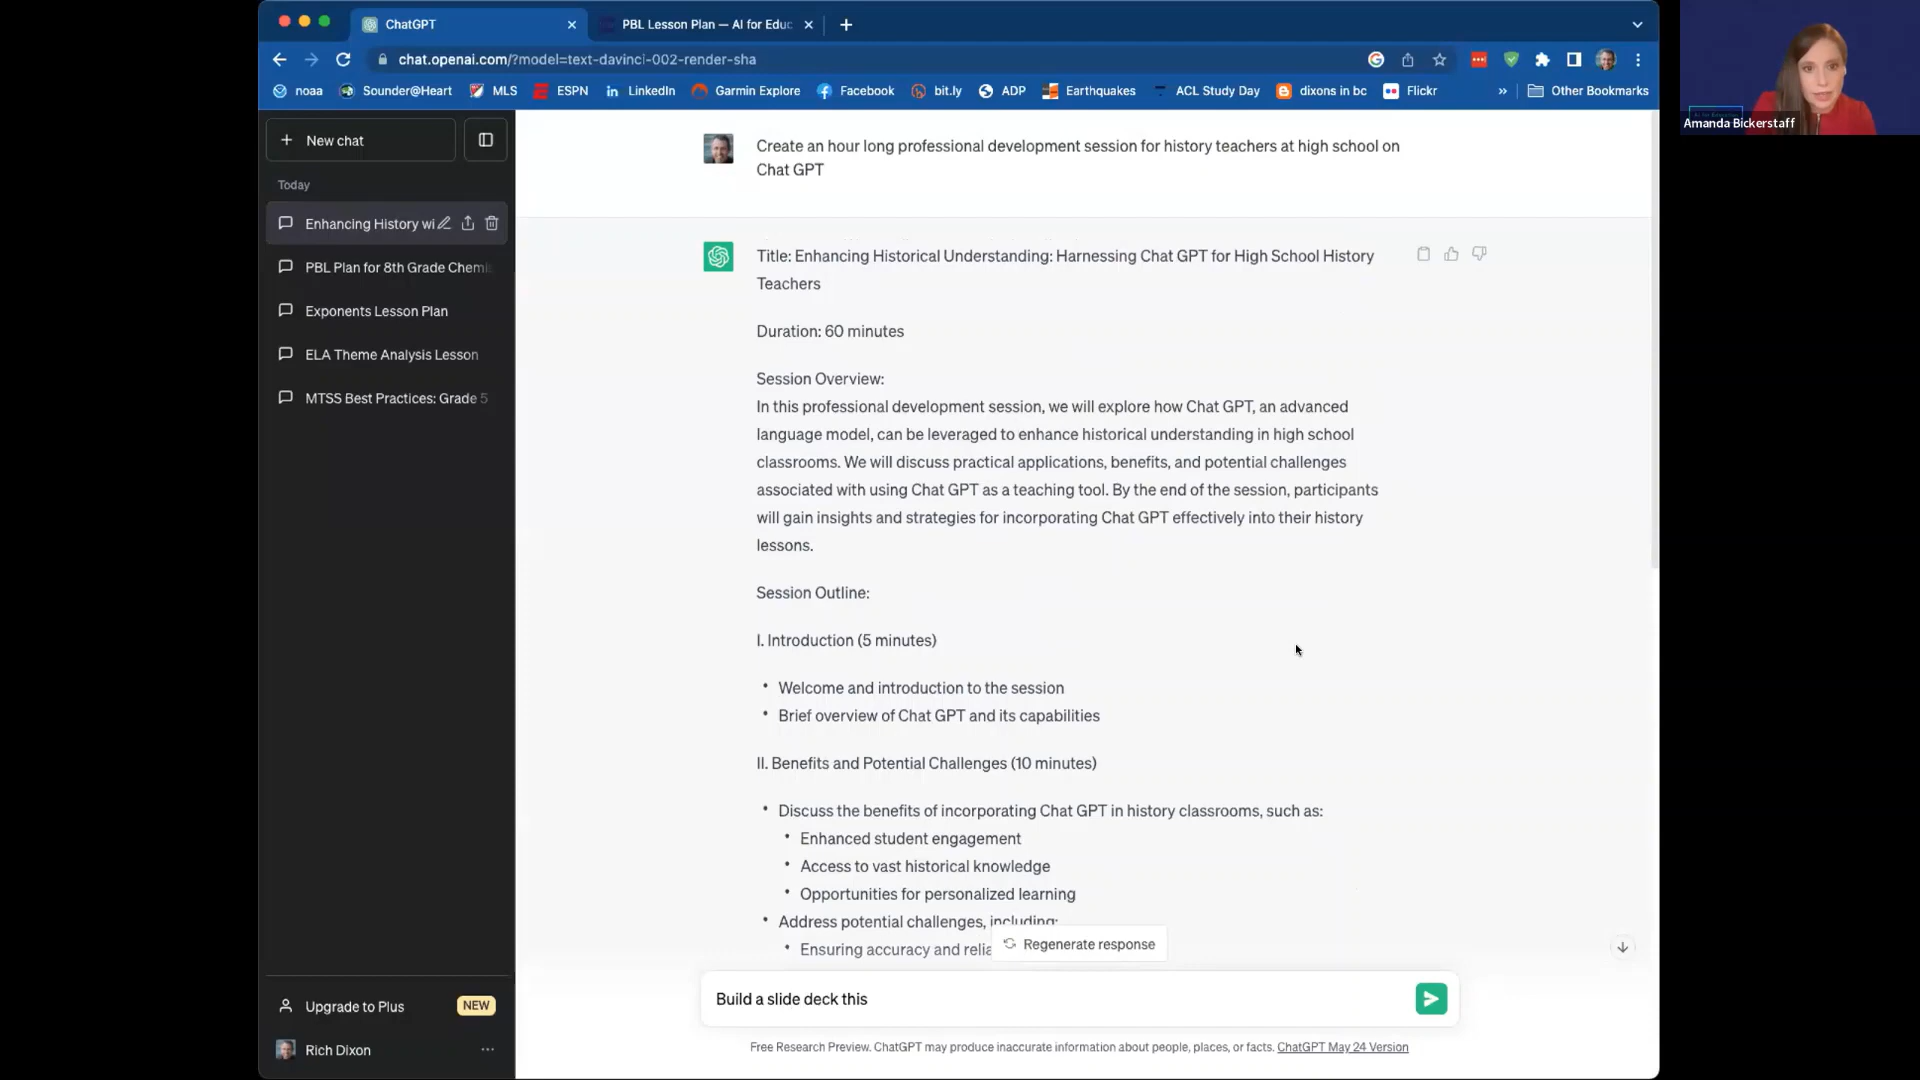 ChatGPT
PBL Lesson Plan — AI for Educ
chat.openai.com/?model=text-davinci-002-render-sha
noaa Sounder@Heart MLS ESPN LinkedIn Garmin Explore Facebook bit.ly ADP Earthquakes ACL Study Day dixons in bc Flickr » Other Bookmarks
Amanda Bickerstaff
New chat
Today
Enhancing History wi
PBL Plan for 8th Grade Chemi
Exponents Lesson Plan
ELA Theme Analysis Lesson
MTSS Best Practices: Grade 5
Upgrade to Plus NEW
Rich Dixon
Create an hour long professional development session for history teachers at high school on
Chat GPT
Title: Enhancing Historical Understanding: Harnessing Chat GPT for High School History
Teachers
Duration: 60 minutes
Session Overview:
In this professional development session, we will explore how Chat GPT, an advanced
language model, can be leveraged to enhance historical understanding in high school
classrooms. We will discuss practical applications, benefits, and potential challenges
associated with using Chat GPT as a teaching tool. By the end of the session, participants
will gain insights and strategies for incorporating Chat GPT effectively into their history
lessons.
Session Outline:
I. Introduction (5 minutes)
• Welcome and introduction to the session
• Brief overview of Chat GPT and its capabilities
II. Benefits and Potential Challenges (10 minutes)
• Discuss the benefits of incorporating Chat GPT in history classrooms, such as:
• Enhanced student engagement
• Access to vast historical knowledge
• Opportunities for personalized learning
• Address potential challenges, including:
• Ensuring accuracy and relia
Regenerate response
Build a slide deck this
Free Research Preview. ChatGPT may produce inaccurate information about people, places, or facts. ChatGPT May 24 Version